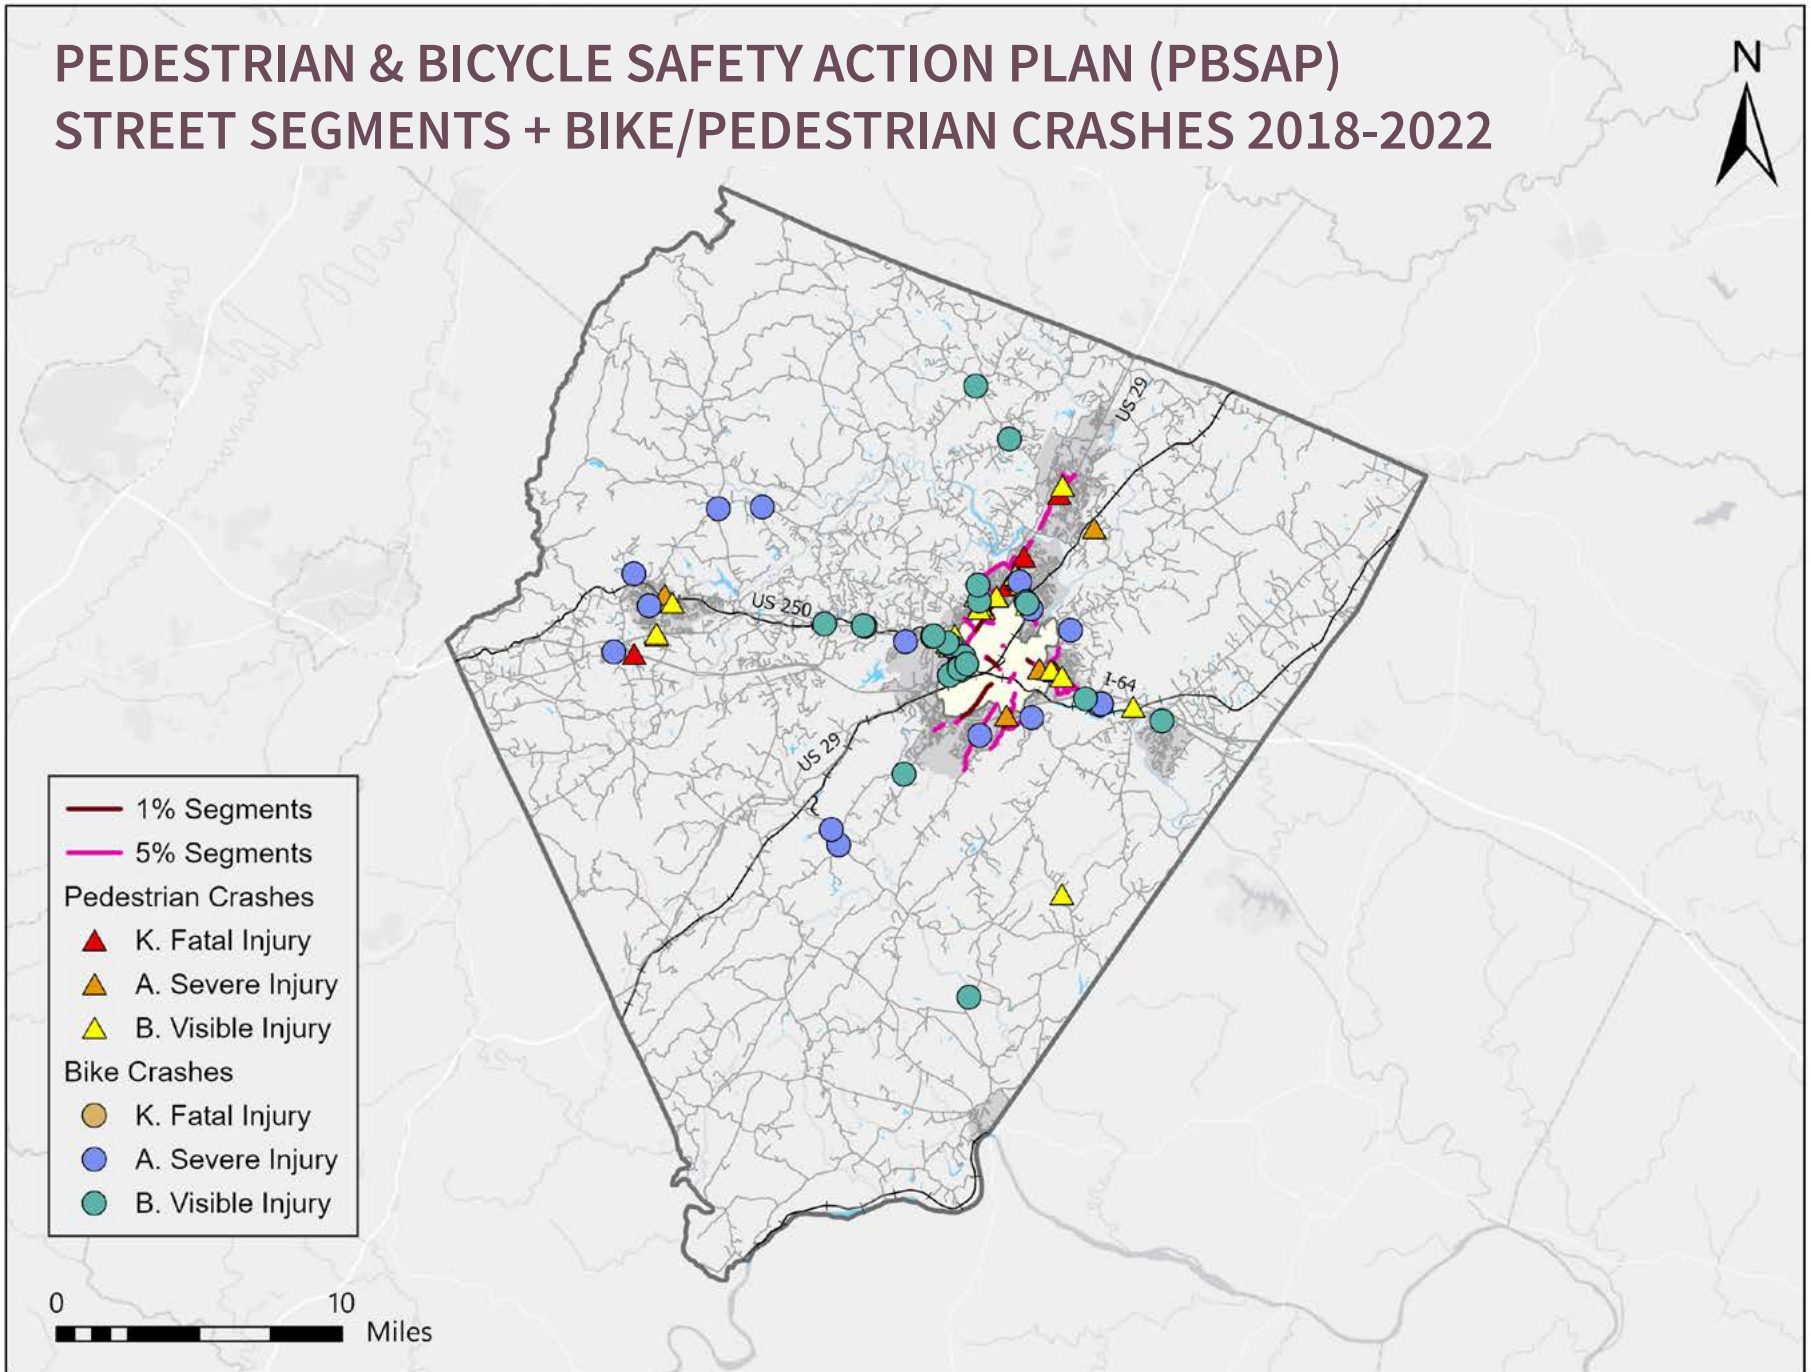 PEDESTRIAN & BICYCLE SAFETY ACTION PLAN (PBSAP)
STREET SEGMENTS + BIKE/PEDESTRIAN CRASHES 2018-2022
N
US 29
US 250
I-64
US 29
1% Segments
5% Segments
Pedestrian Crashes
K. Fatal Injury
A. Severe Injury
B. Visible Injury
Bike Crashes
K. Fatal Injury
A. Severe Injury
B. Visible Injury
0 10
Miles